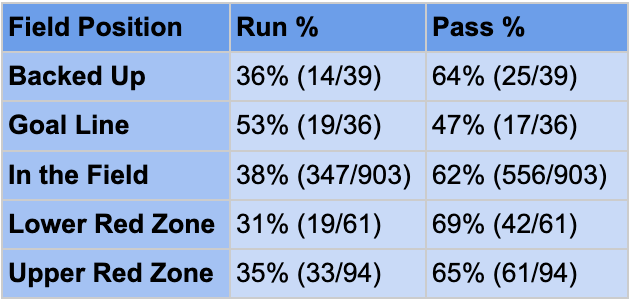 Field Position Run % Pass %
Backed Up 36% (14/39) 64% (25/39)
Goal Line 53% (19/36) 47% (17/36)
In the Field 38% (347/903) 62% (556/903)
Lower Red Zone 31% (19/61) 69% (42/61)
Upper Red Zone 35% (33/94) 65% (61/94)